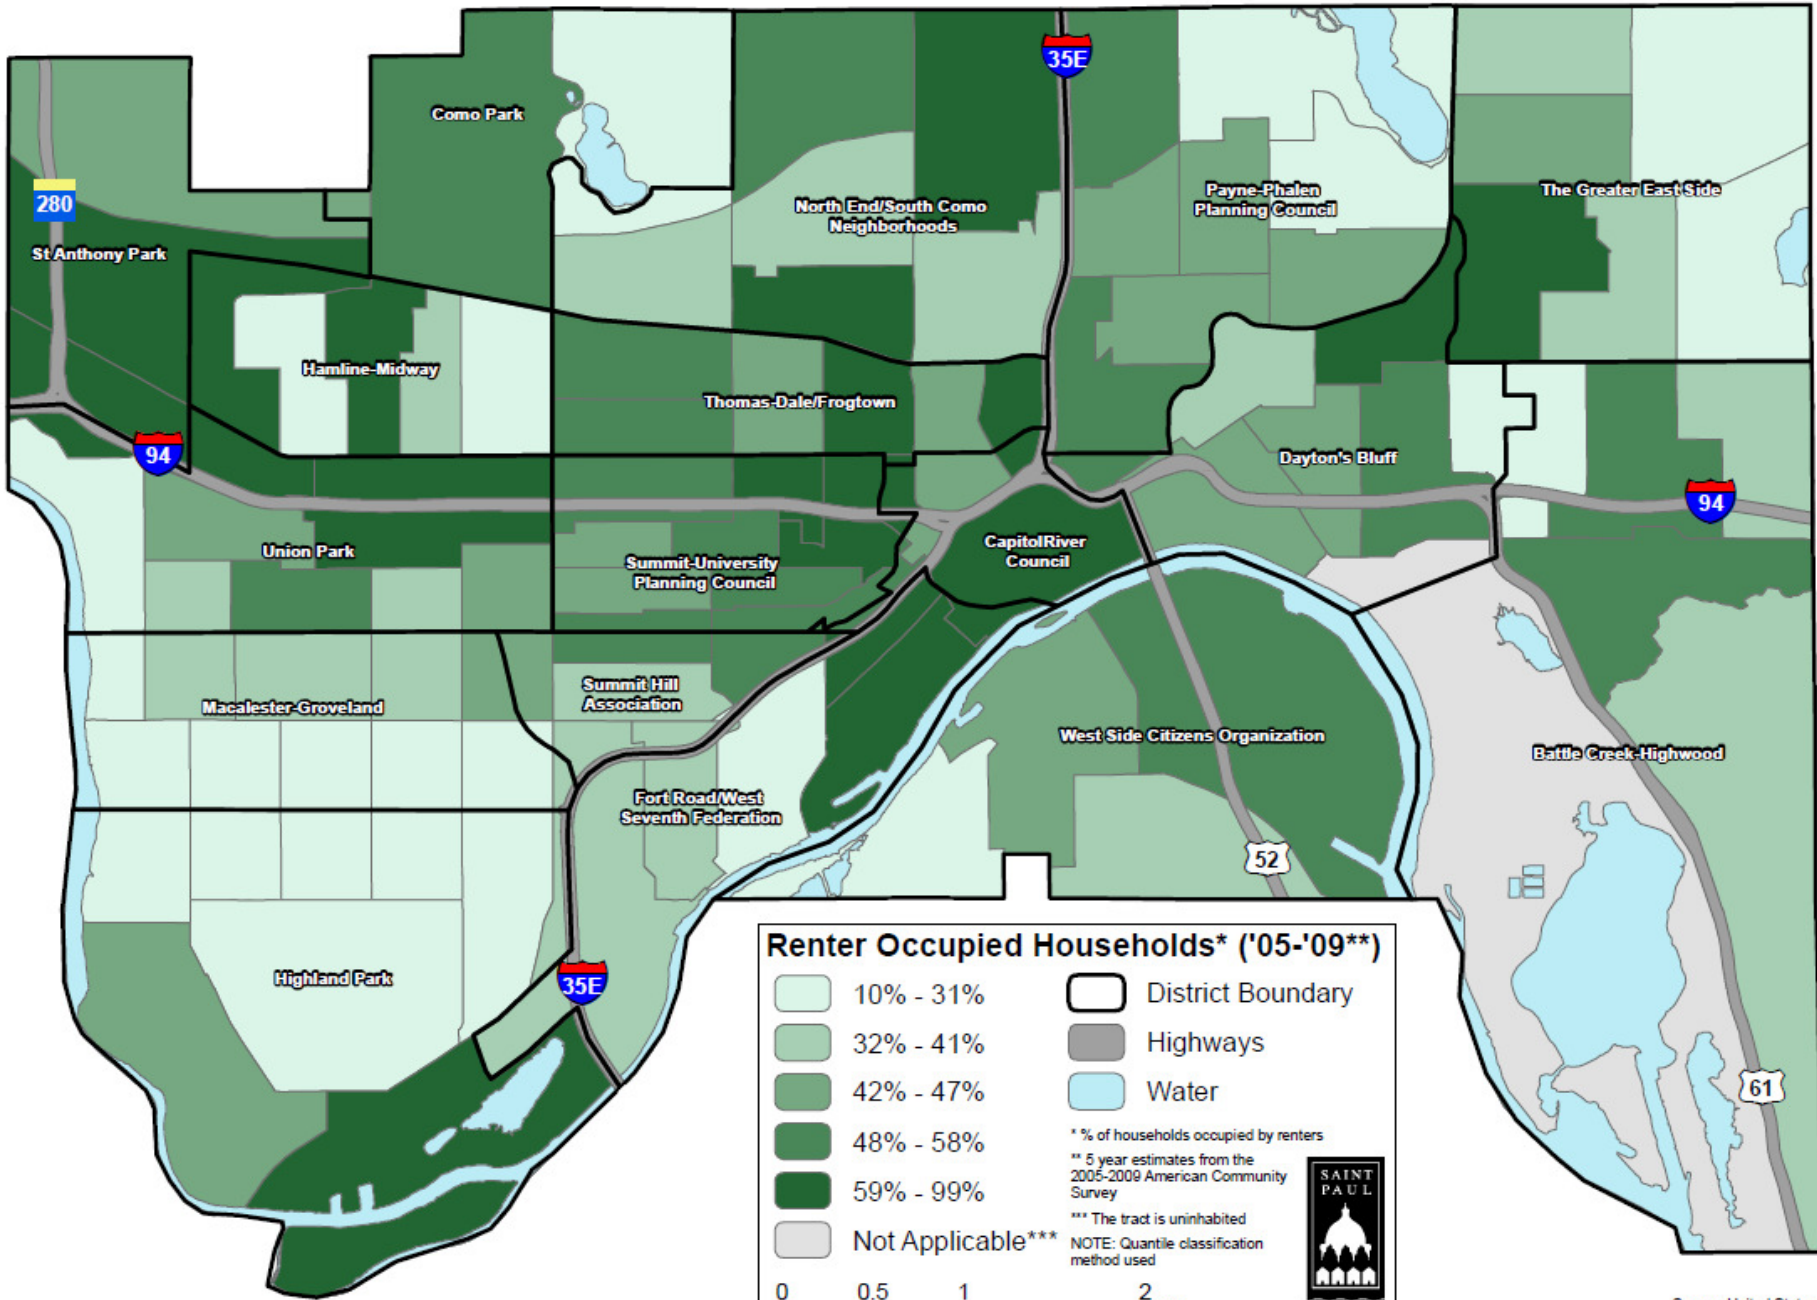 35E
Como Park
280
North End/South Como
Neighborhoods
Payne-Phalen
Planning Council
The Greater East Side
St Anthony Park
Hamline-Midway
Thomas-Dale/Frogtown
94
Dayton's Bluff
94
Union Park
Summit-University
Planning Council
CapitolRiver
Council
Macalester-Groveland
Summit Hill
Association
West Side Citizens Organization
Battle Creek-Highwood
Fort Road/West
Seventh Federation
52
Highland Park
35E
61
Renter Occupied Households* ('05-'09**)
10% - 31%
32% - 41%
42% - 47%
48% - 58%
59% - 99%
Not Applicable***
District Boundary
Highways
Water
* % of households occupied by renters
** 5 year estimates from the
2005-2009 American Community
Survey
*** The tract is uninhabited
NOTE: Quantile classification
method used
SAINT
PAUL
0 0.5 1 2